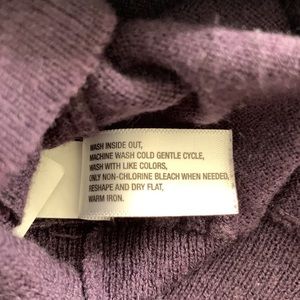 WASH INSIDE OUT,
MACHINE WASH COLD GENTLE CYCLE,
WASH WITH LIKE COLORS,
ONLY NON-CHLORINE BLEACH WHEN NEEDED,
RESHAPE AND DRY FLAT,
WARM IRON.